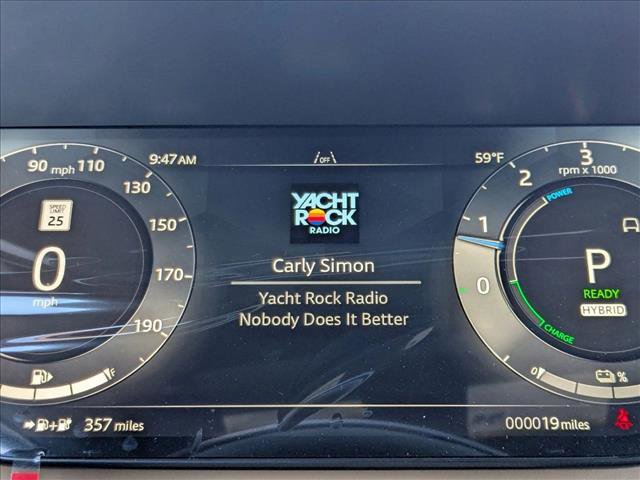 90 mph 110
130
150
170
190
SPEED
LIMIT
25
0
mph
F
357 miles
9:47AM
OFF
59°F
YACHT
ROCK
RADIO
Carly Simon
Yacht Rock Radio
Nobody Does It Better
3
rpm x 1000
2
1
0
POWER
P
READY
HYBRID
CHARGE
0
%
000019 miles